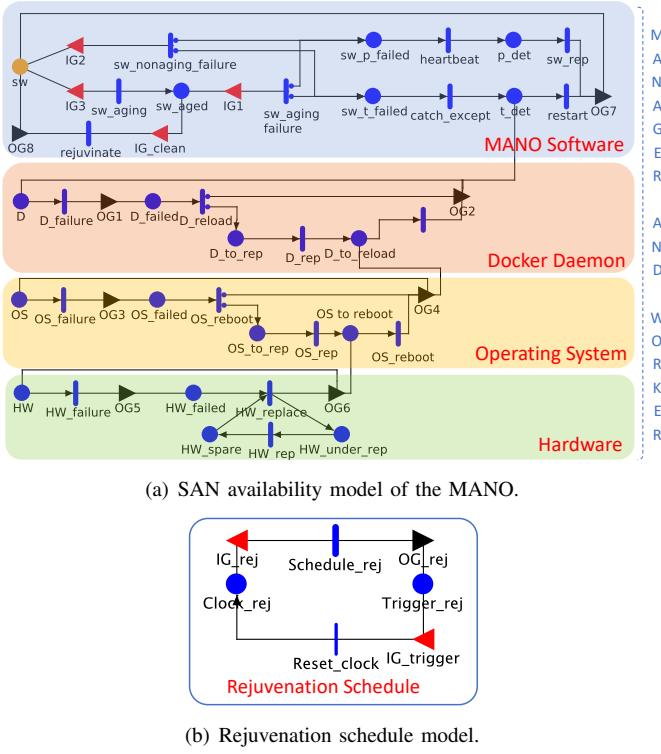 IG2
sw_nonaging_failure
sw_p_failed
heartbeat
p_det
sw_rep
sw
IG3
sw_aging
sw_aged
IG1
sw_aging
failure
sw_t_failed
catch_except
t_det
restart
OG7
OG8
rejuvinate
IG_clean
MANO Software
D
D_failure
OG1
D_failed
D_reload
OG2
D_to_rep
D_rep
D_to_reload
Docker Daemon
OS
OS_failure
OG3
OS_failed
OS_reboot
OS to reboot
OG4
OS_to_rep
OS_rep
OS_reboot
Operating System
HW
HW_failure
OG5
HW_failed
HW_replace
OG6
HW_spare
HW_rep
HW_under_rep
Hardware
M
A
N
A
G
E
R
A
N
D
W
O
R
K
E
R
(a) SAN availability model of the MANO.
IG_rej
Schedule_rej
OG_rej
Clock_rej
Trigger_rej
Reset_clock
IG_trigger
Rejuvenation Schedule
(b) Rejuvenation schedule model.